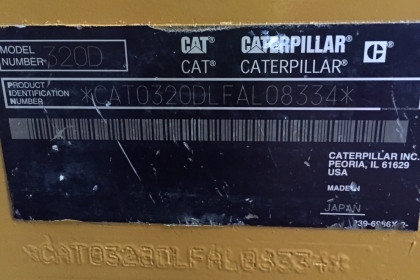 MODEL NUMBER 320D
CAT CATERPILLAR C
CAT® CATERPILLAR®
PRODUCT IDENTIFICATION NUMBER *CAT0320DLFAL08334*
CATERPILLAR INC.
PEORIA, IL 61629
USA
MADE IN
JAPAN
*CAT0320DLFAL08334*